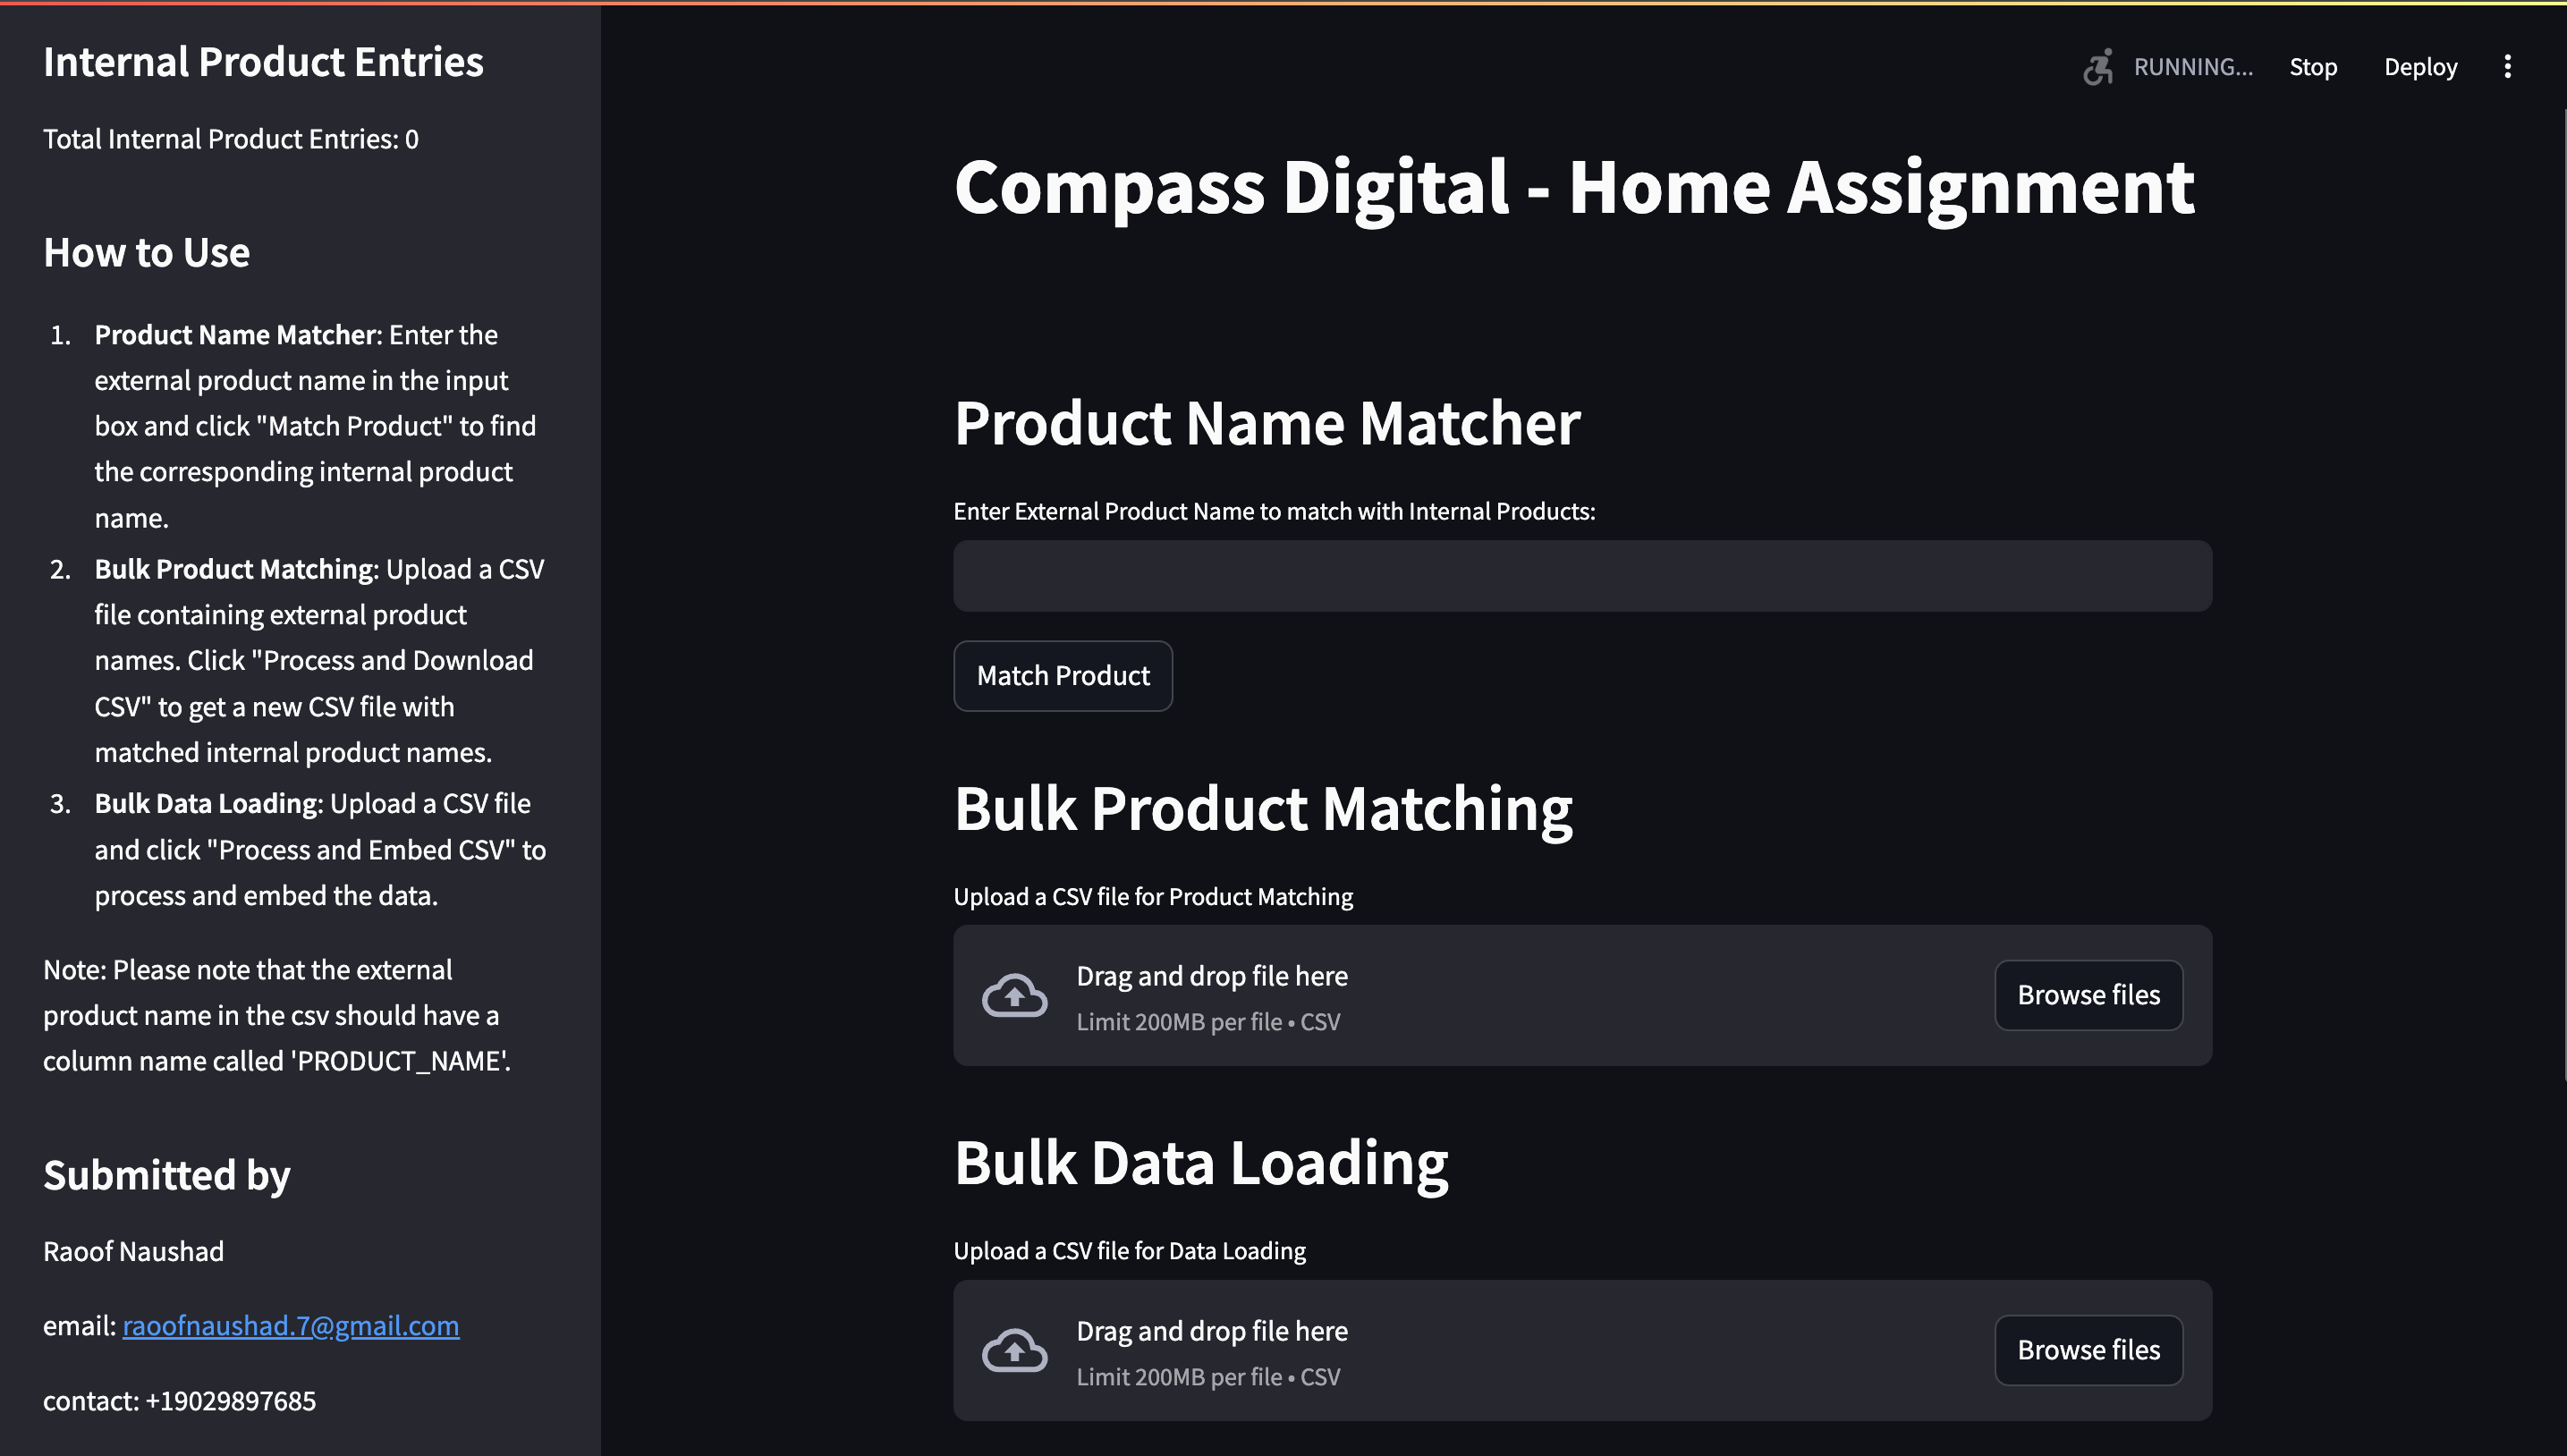 Internal Product Entries
Total Internal Product Entries: 0
How to Use
1. Product Name Matcher: Enter the
external product name in the input
box and click "Match Product" to find
the corresponding internal product
name.
2. Bulk Product Matching: Upload a CSV
file containing external product
names. Click "Process and Download
CSV" to get a new CSV file with
matched internal product names.
3. Bulk Data Loading: Upload a CSV file
and click "Process and Embed CSV" to
process and embed the data.
Note: Please note that the external
product name in the csv should have a
column name called 'PRODUCT_NAME'.
Submitted by
Raoof Naushad
email: raoofnaushad.7@gmail.com
contact: +19029897685
RUNNING... Stop Deploy
Compass Digital - Home Assignment
Product Name Matcher
Enter External Product Name to match with Internal Products:
Match Product
Bulk Product Matching
Upload a CSV file for Product Matching
Drag and drop file here
Limit 200MB per file • CSV
Browse files
Bulk Data Loading
Upload a CSV file for Data Loading
Drag and drop file here
Limit 200MB per file • CSV
Browse files